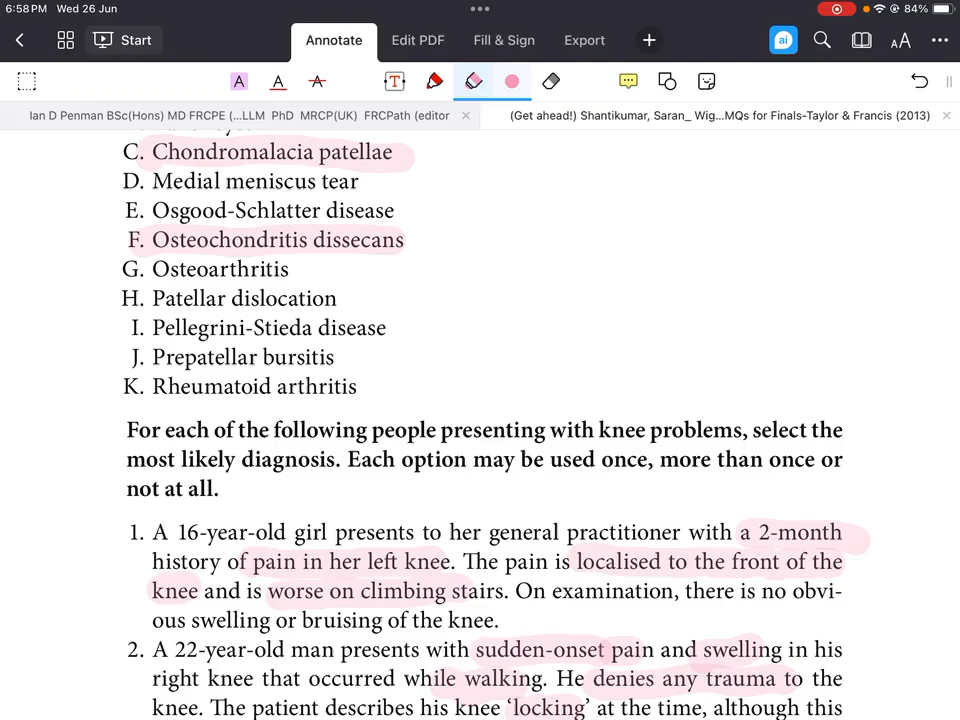 6:58 PM Wed 26 Jun
84%
Start
Annotate
Edit PDF
Fill & Sign
Export
ai
AA
A A A T
Ian D Penman BSc(Hons) MD FRCPE (...LLM PhD MRCP(UK) FRCPath (editor
(Get ahead!) Shantikumar, Saran_ Wig...MQs for Finals-Taylor & Francis (2013)
C. Chondromalacia patellae
D. Medial meniscus tear
E. Osgood-Schlatter disease
F. Osteochondritis dissecans
G. Osteoarthritis
H. Patellar dislocation
I. Pellegrini-Stieda disease
J. Prepatellar bursitis
K. Rheumatoid arthritis
For each of the following people presenting with knee problems, select the
most likely diagnosis. Each option may be used once, more than once or
not at all.
1. A 16-year-old girl presents to her general practitioner with a 2-month
history of pain in her left knee. The pain is localised to the front of the
knee and is worse on climbing stairs. On examination, there is no obvi-
ous swelling or bruising of the knee.
2. A 22-year-old man presents with sudden-onset pain and swelling in his
right knee that occurred while walking. He denies any trauma to the
knee. The patient describes his knee ‘locking’ at the time, although this